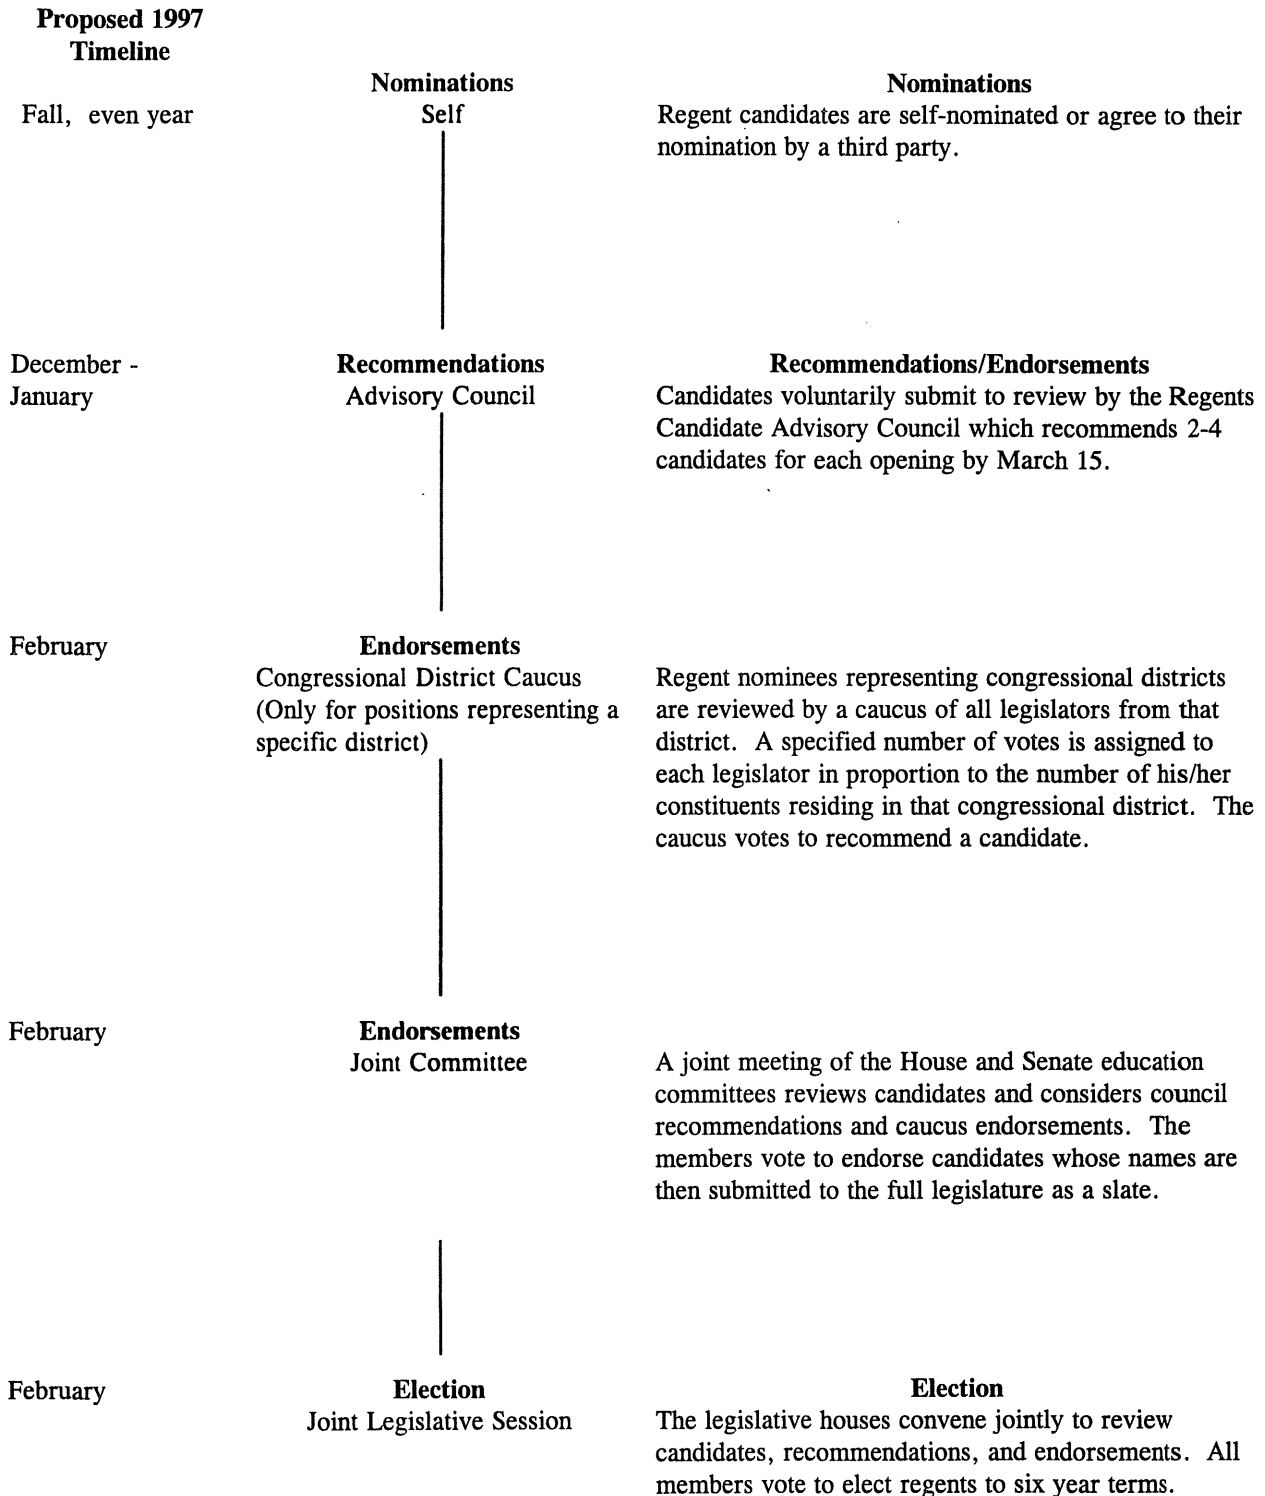 Proposed 1997
Timeline
Nominations
Nominations
Fall, even year
Self
Regent candidates are self-nominated or agree to their
nomination by a third party.
December -
January
Recommendations
Advisory Council
Recommendations/Endorsements
Candidates voluntarily submit to review by the Regents
Candidate Advisory Council which recommends 2-4
candidates for each opening by March 15.
February
Endorsements
Congressional District Caucus
(Only for positions representing a
specific district)
Regent nominees representing congressional districts
are reviewed by a caucus of all legislators from that
district. A specified number of votes is assigned to
each legislator in proportion to the number of his/her
constituents residing in that congressional district. The
caucus votes to recommend a candidate.
February
Endorsements
Joint Committee
A joint meeting of the House and Senate education
committees reviews candidates and considers council
recommendations and caucus endorsements. The
members vote to endorse candidates whose names are
then submitted to the full legislature as a slate.
February
Election
Joint Legislative Session
Election
The legislative houses convene jointly to review
candidates, recommendations, and endorsements. All
members vote to elect regents to six year terms.